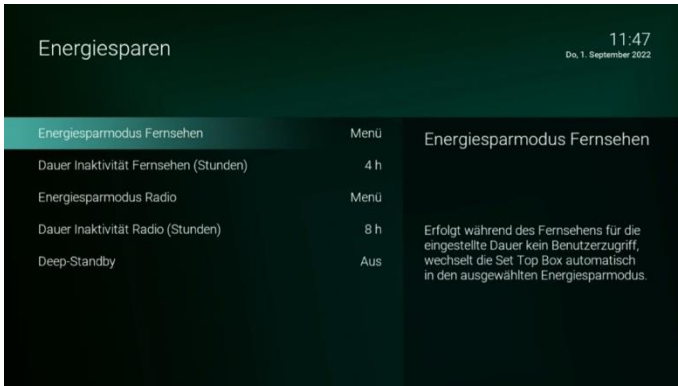 Energiesparen
11:47
Do, 1. September 2022
Energiesparmodus Fernsehen Menü
Dauer Inaktivität Fernsehen (Stunden) 4 h
Energiesparmodus Radio Menü
Dauer Inaktivität Radio (Stunden) 8 h
Deep-Standby Aus
Energiesparmodus Fernsehen
Erfolgt während des Fernsehens für die
eingestellte Dauer kein Benutzerzugriff,
wechselt die Set Top Box automatisch
in den ausgewählten Energiesparmodus.